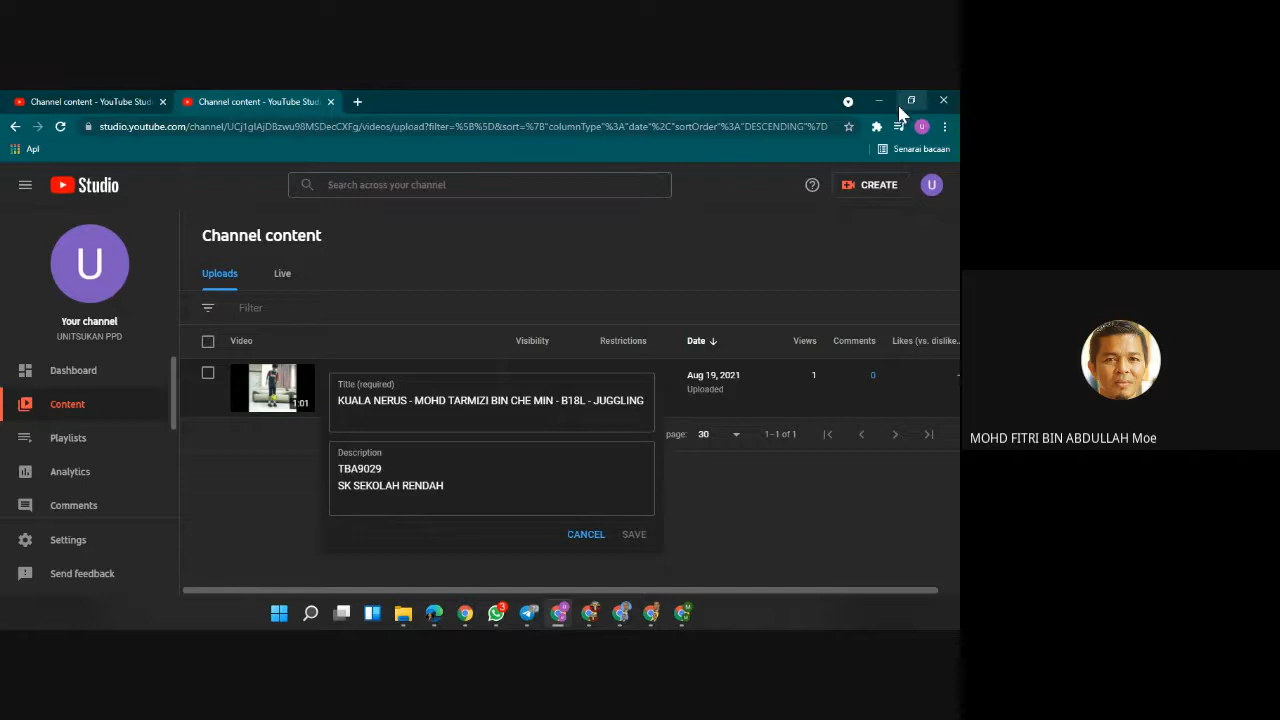 Channel content - YouTube Studi
Channel content - YouTube Studi
studio.youtube.com/channel/UCj1gIAjDBzwu98MSDecCXFg/videos/upload?filter=%5B%5D&sort=%7B"columnType"%3A"date"%2C"sortOrder"%3A"DESCENDING"%7D
Apl
Senarai bacaan
Studio
Search across your channel
CREATE
U
U
Your channel
UNITSUKAN PPD
Dashboard
Content
Playlists
Analytics
Comments
Settings
Send feedback
Channel content
Uploads
Live
Filter
Video
Visibility
Restrictions
Date
Views
Comments
Likes (vs. dislike...
1:01
Title (required)
KUALA NERUS - MOHD TARMIZI BIN CHE MIN - B18L - JUGGLING
Aug 19, 2021
Uploaded
1
0
page:
30
1–1 of 1
Description
TBA9029
SK SEKOLAH RENDAH
CANCEL
SAVE
3
MOHD FITRI BIN ABDULLAH Moe